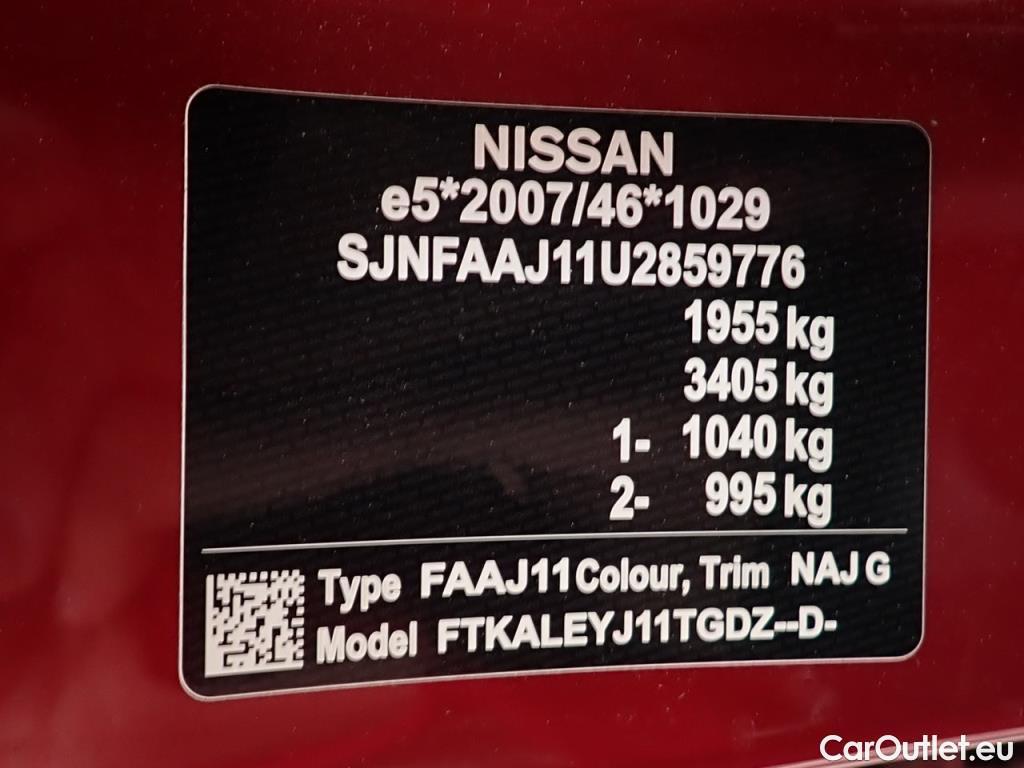 NISSAN
e5*2007/46*1029
SJNFAAJ11U2859776
1955 kg
3405 kg
1- 1040 kg
2- 995 kg
Type FAAJ11 Colour, Trim NAJ G
Model FTKALEYJ11TGDZ--D-
CarOutlet.eu